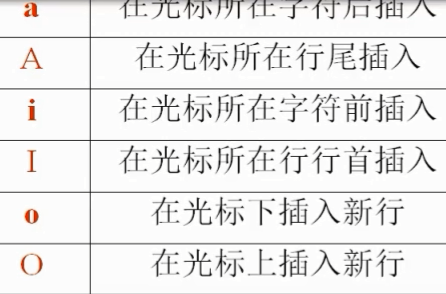 a 在光标所在字符后插入
A 在光标所在行尾插入
i 在光标所在字符前插入
I 在光标所在行行首插入
o 在光标下插入新行
O 在光标上插入新行